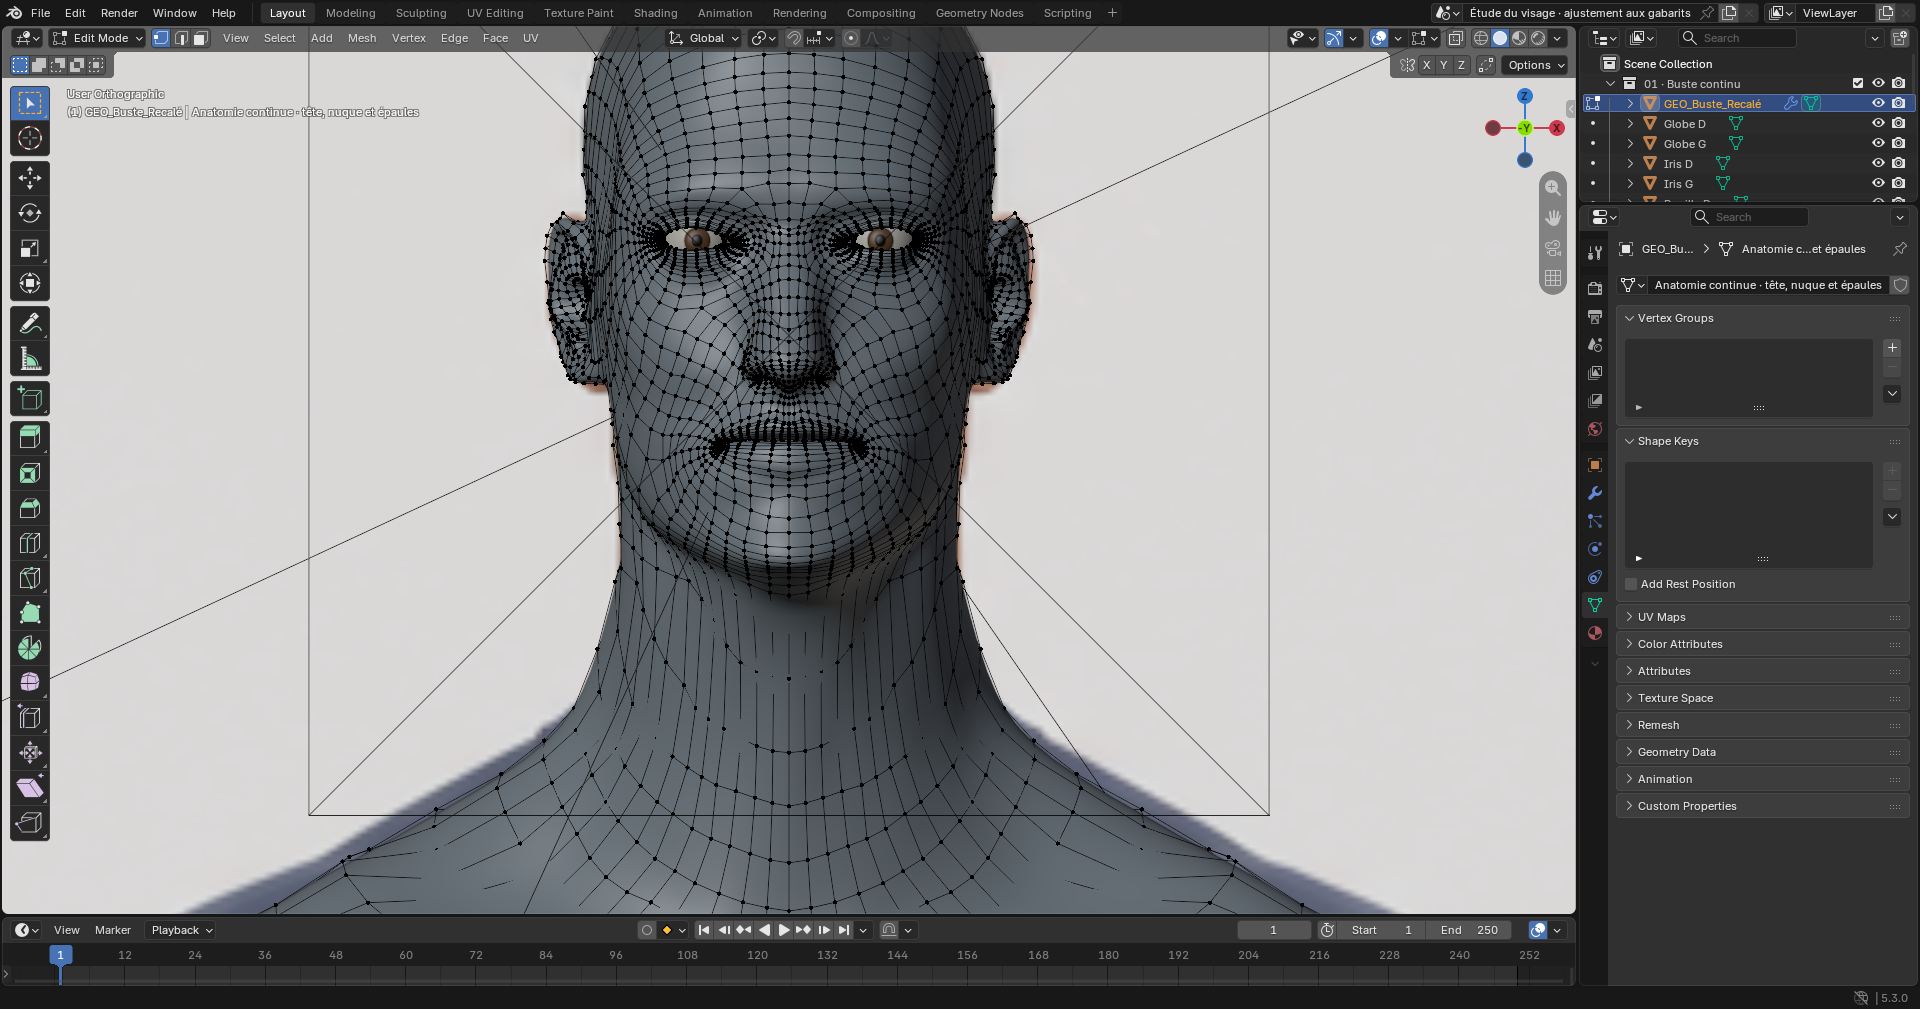 File Edit Render Window Help Layout Modeling Sculpting UV Editing Texture Paint Shading Animation Rendering Compositing Geometry Nodes Scripting + Étude du visage · ajustement aux gabarits ViewLayer
Edit Mode View Select Add Mesh Vertex Edge Face UV Global Search
X Y Z Options
User Orthographic
(1) GEO_Buste_Recalé | Anatomie continue · tête, nuque et épaules
Z
-Y
X
Scene Collection
01 · Buste continu
GEO_Buste_Recalé
Globe D
Globe G
Iris D
Iris G
Search
GEO_Bu... Anatomie c...et épaules
Anatomie continue · tête, nuque et épaules
Vertex Groups
Shape Keys
Add Rest Position
UV Maps
Color Attributes
Attributes
Texture Space
Remesh
Geometry Data
Animation
Custom Properties
View Marker Playback 1 Start 1 End 250
1 12 24 36 48 60 72 84 96 108 120 132 144 156 168 180 192 204 216 228 240 252
5.3.0